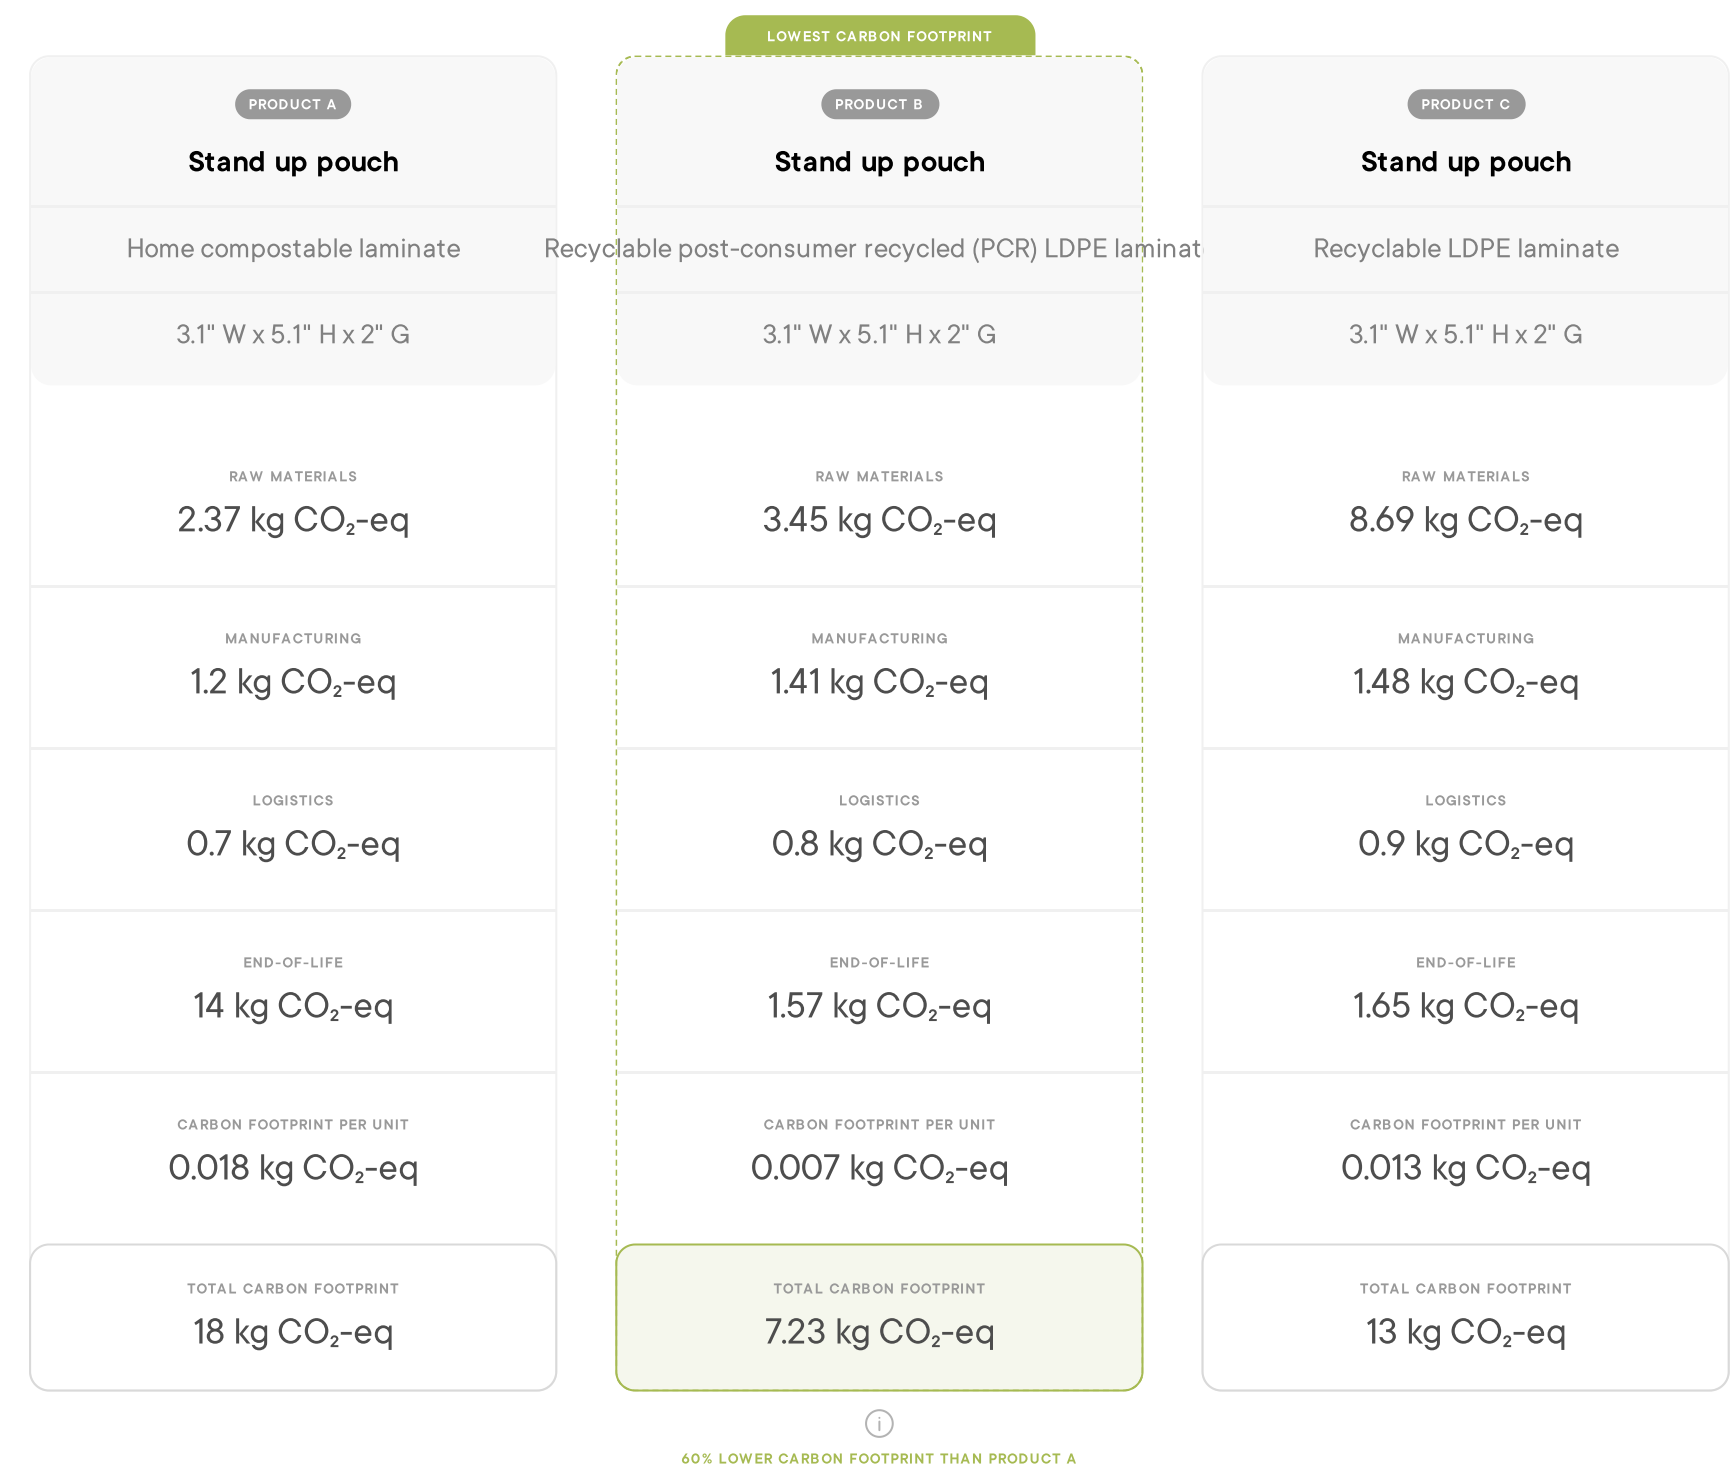 LOWEST CARBON FOOTPRINT
PRODUCT A
Stand up pouch
Home compostable laminate
3.1" W x 5.1" H x 2" G
RAW MATERIALS
2.37 kg CO₂-eq
MANUFACTURING
1.2 kg CO₂-eq
LOGISTICS
0.7 kg CO₂-eq
END-OF-LIFE
14 kg CO₂-eq
CARBON FOOTPRINT PER UNIT
0.018 kg CO₂-eq
TOTAL CARBON FOOTPRINT
18 kg CO₂-eq
PRODUCT B
Stand up pouch
Recyclable post-consumer recycled (PCR) LDPE laminat
3.1" W x 5.1" H x 2" G
RAW MATERIALS
3.45 kg CO₂-eq
MANUFACTURING
1.41 kg CO₂-eq
LOGISTICS
0.8 kg CO₂-eq
END-OF-LIFE
1.57 kg CO₂-eq
CARBON FOOTPRINT PER UNIT
0.007 kg CO₂-eq
TOTAL CARBON FOOTPRINT
7.23 kg CO₂-eq
i
60% LOWER CARBON FOOTPRINT THAN PRODUCT A
PRODUCT C
Stand up pouch
Recyclable LDPE laminate
3.1" W x 5.1" H x 2" G
RAW MATERIALS
8.69 kg CO₂-eq
MANUFACTURING
1.48 kg CO₂-eq
LOGISTICS
0.9 kg CO₂-eq
END-OF-LIFE
1.65 kg CO₂-eq
CARBON FOOTPRINT PER UNIT
0.013 kg CO₂-eq
TOTAL CARBON FOOTPRINT
13 kg CO₂-eq